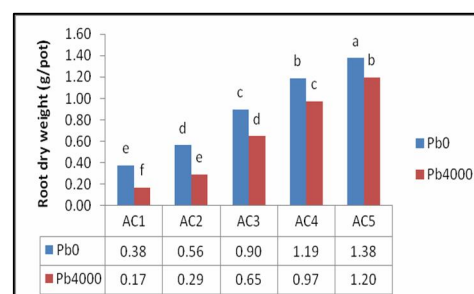 Root dry weight (g/pot)
1.60
1.40
1.20
1.00
0.80
0.60
0.40
0.20
0.00
e f d e c d b c a b
Pb0
Pb4000
AC1 AC2 AC3 AC4 AC5
Pb0 0.38 0.56 0.90 1.19 1.38
Pb4000 0.17 0.29 0.65 0.97 1.20